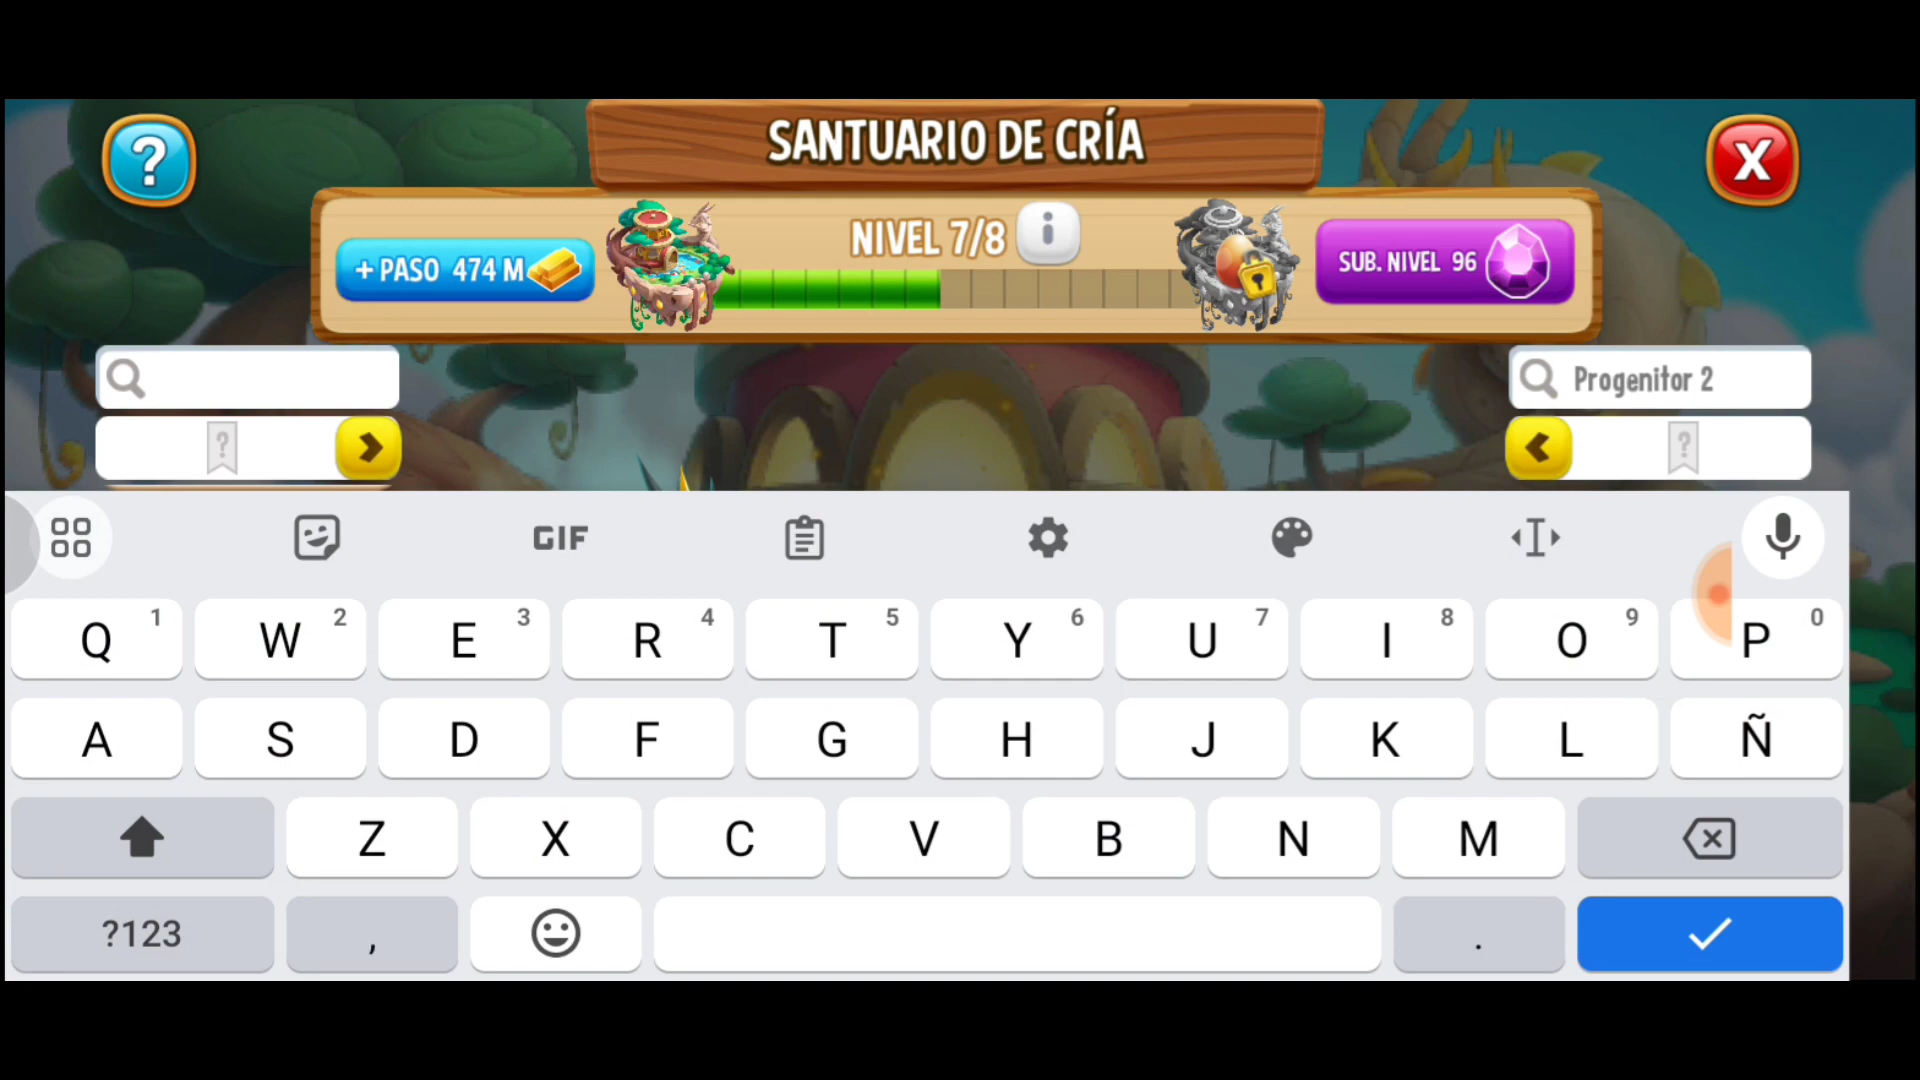 SANTUARIO DE CRÍA
?
X
+ PASO 474 M
NIVEL 7/8
i
SUB. NIVEL 96
Progenitor 2
?
?
GIF
Q 1 W 2 E 3 R 4 T 5 Y 6 U 7 I 8 O 9 P 0
A S D F G H J K L Ñ
Z X C V B N M
?123 , .